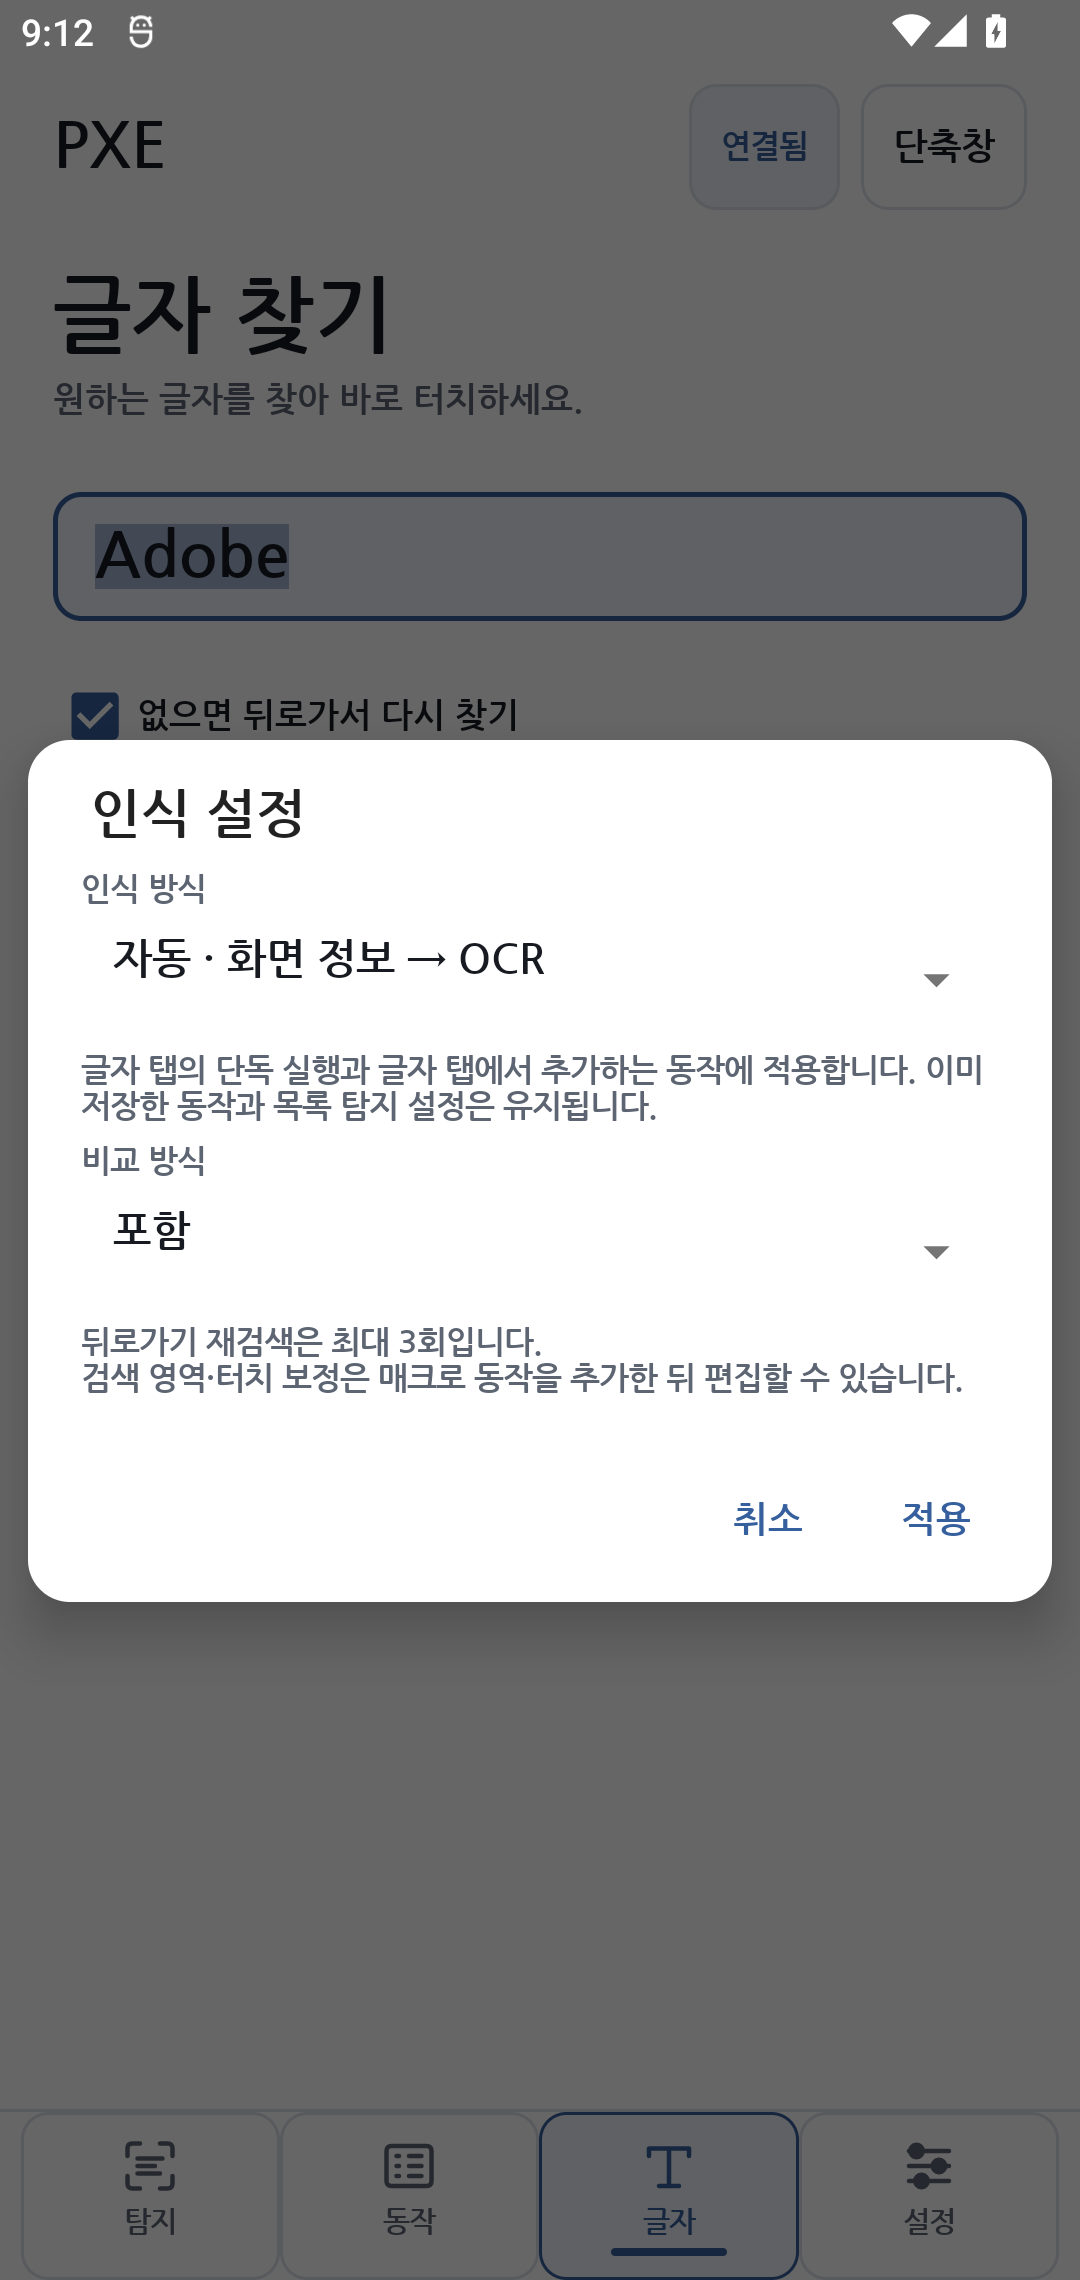 9:12
PXE
연결됨
단축창
글자 찾기
원하는 글자를 찾아 바로 터치하세요.
Adobe
없으면 뒤로가서 다시 찾기
인식 설정
인식 방식
자동 · 화면 정보 → OCR
글자 탭의 단독 실행과 글자 탭에서 추가하는 동작에 적용합니다. 이미
저장한 동작과 목록 탐지 설정은 유지됩니다.
비교 방식
포함
뒤로가기 재검색은 최대 3회입니다.
검색 영역·터치 보정은 매크로 동작을 추가한 뒤 편집할 수 있습니다.
취소
적용
탐지
동작
글자
설정